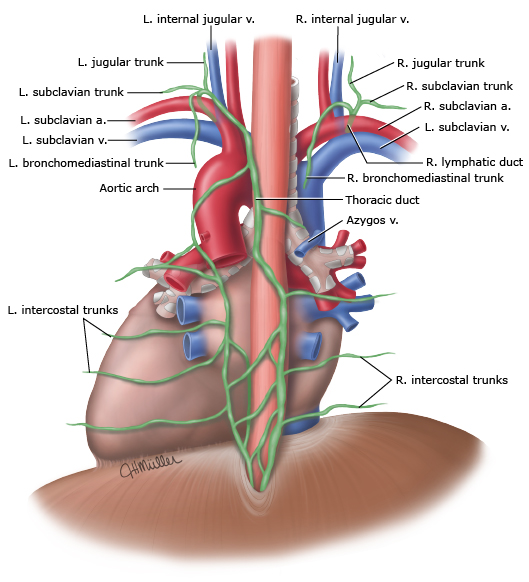 L. internal jugular v.
R. internal jugular v.
L. jugular trunk
R. jugular trunk
L. subclavian trunk
R. subclavian trunk
R. subclavian a.
L. subclavian a.
L. subclavian v.
L. subclavian v.
L. bronchomediastinal trunk
R. lymphatic duct
R. bronchomediastinal trunk
Aortic arch
Thoracic duct
Azygos v.
L. intercostal trunks
R. intercostal trunks
HMüller